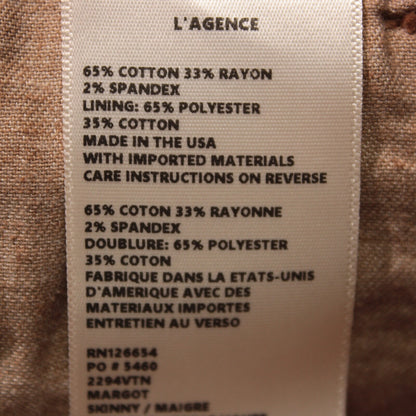 L'AGENCE
65% COTTON 33% RAYON
2% SPANDEX
LINING: 65% POLYESTER
35% COTTON
MADE IN THE USA
WITH IMPORTED MATERIALS
CARE INSTRUCTIONS ON REVERSE
65% COTON 33% RAYONNE
2% SPANDEX
DOUBLURE: 65% POLYESTER
35% COTON
FABRIQUE DANS LA ETATS-UNIS
D'AMERIQUE AVEC DES
MATERIAUX IMPORTES
ENTRETIEN AU VERSO
RN126654
PO # 5460
2294VTN
MARGOT
SKINNY / MAIGRE